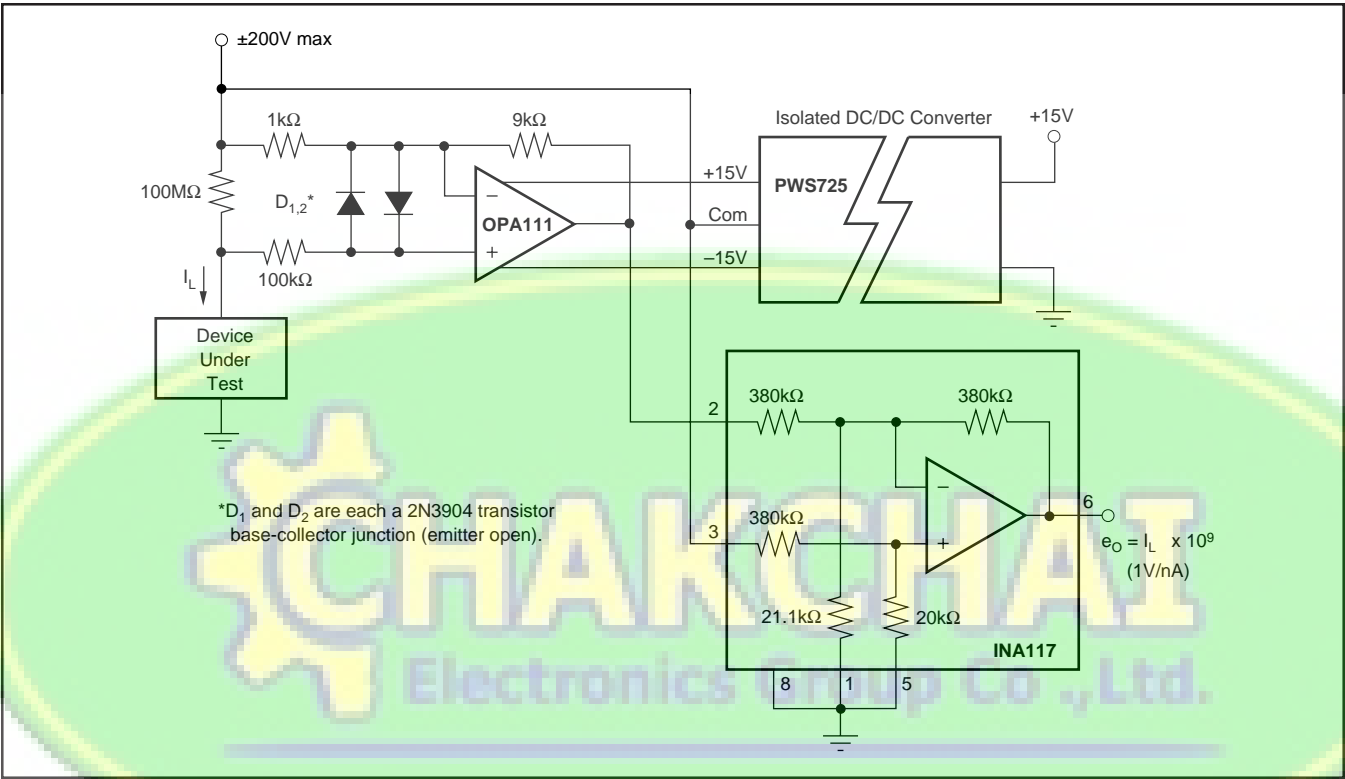 ±200V max
1kΩ
9kΩ
Isolated DC/DC Converter
+15V
100MΩ
D1,2*
−
OPA111
+
+15V
PWS725
Com
–15V
100kΩ
IL
Device
Under
Test
2
380kΩ
380kΩ
−
*D1 and D2 are each a 2N3904 transistor
base-collector junction (emitter open).
3
380kΩ
+
6
eO = IL x 10⁹
(1V/nA)
21.1kΩ
20kΩ
INA117
8
1
5
CHAKCHAI
Electronics Group Co .,Ltd.